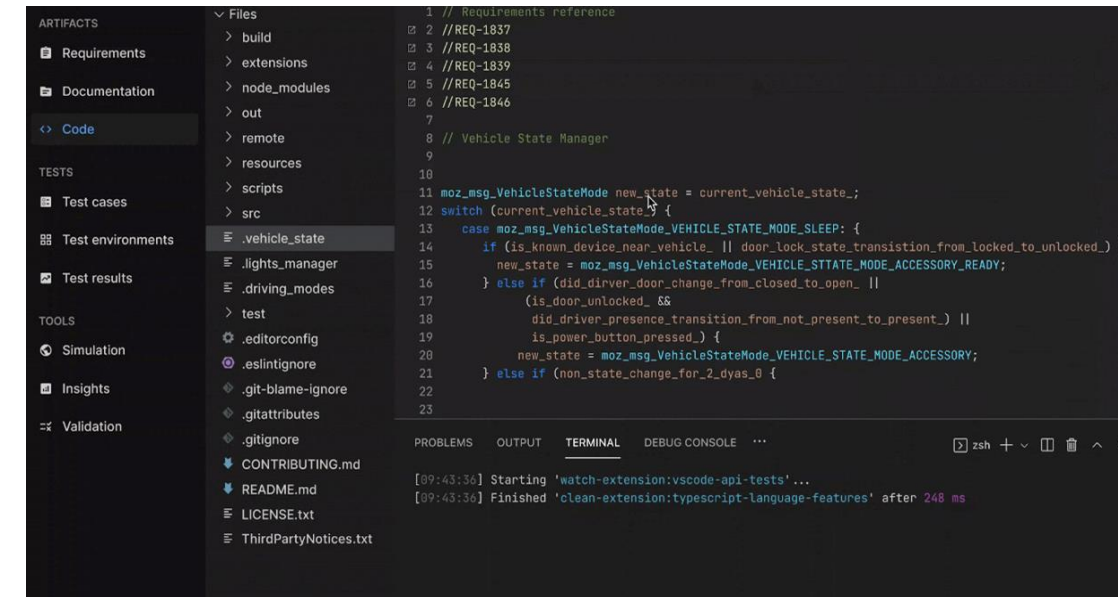 ARTIFACTS
Requirements
Documentation
<> Code
TESTS
Test cases
Test environments
Test results
TOOLS
Simulation
Insights
Validation
Files
build
extensions
node_modules
out
remote
resources
scripts
src
.vehicle_state
.lights_manager
.driving_modes
test
.editorconfig
.eslintignore
.git-blame-ignore
.gitattributes
.gitignore
CONTRIBUTING.md
README.md
LICENSE.txt
ThirdPartyNotices.txt
1 // Requirements reference
2 //REQ-1837
3 //REQ-1838
4 //REQ-1839
5 //REQ-1845
6 //REQ-1846
7
8 // Vehicle State Manager
9
10
11 moz_msg_VehicleStateMode new_state = current_vehicle_state_;
12 switch (current_vehicle_state_) {
13 case moz_msg_VehicleStateMode_VEHICLE_STATE_MODE_SLEEP: {
14 if (is_known_device_near_vehicle_ || door_lock_state_transistion_from_locked_to_unlocked_)
15 new_state = moz_msg_VehicleStateMode_VEHICLE_STTATE_MODE_ACCESSORY_READY;
16 } else if (did_dirver_door_change_from_closed_to_open_ ||
17 (is_door_unlocked_ &&
18 did_driver_presence_transition_from_not_present_to_present_) ||
19 is_power_button_pressed_) {
20 new_state = moz_msg_VehicleStateMode_VEHICLE_STATE_MODE_ACCESSORY;
21 } else if (non_state_change_for_2_dyas_0 {
22
23
PROBLEMS OUTPUT TERMINAL DEBUG CONSOLE ··· zsh
[09:43:36] Starting 'watch-extension:vscode-api-tests'...
[09:43:36] Finished 'clean-extension:typescript-language-features' after 248 ms